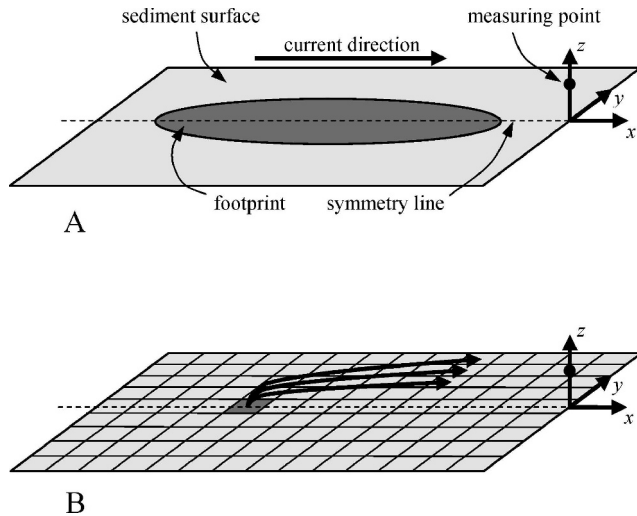 sediment surface
measuring point
current direction
z
y
x
footprint
symmetry line
A
z
y
x
B